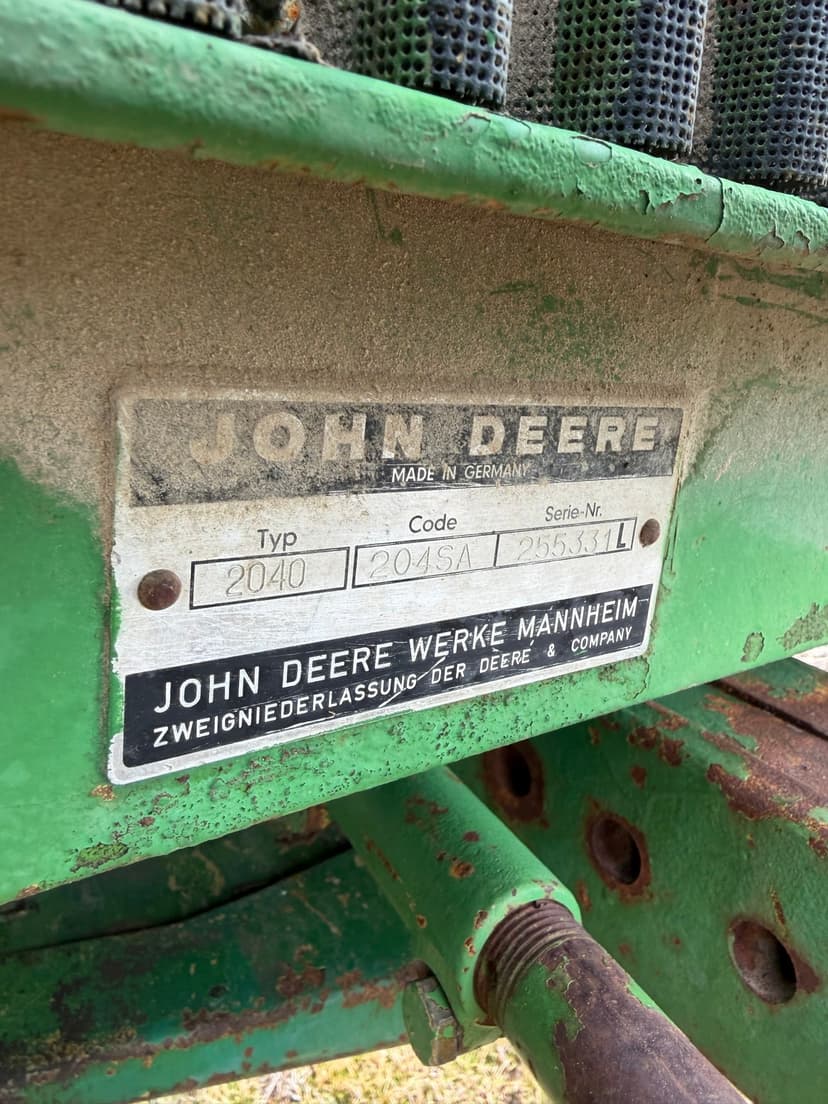 JOHN DEERE
MADE IN GERMANY
Typ Code Serie-Nr.
2040 204SA 255331L
JOHN DEERE WERKE MANNHEIM
ZWEIGNIEDERLASSUNG DER DEERE & COMPANY